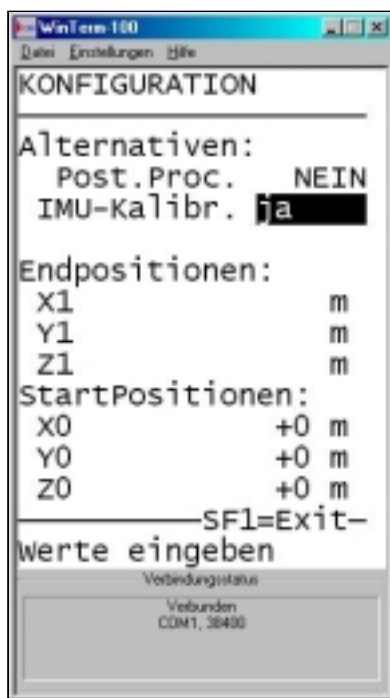 WinTerm-100
Datei Einstellungen Hilfe
KONFIGURATION
Alternativen:
Post.Proc. NEIN
IMU-Kalibr. ja
Endpositionen:
X1 m
Y1 m
Z1 m
StartPositionen:
X0 +0 m
Y0 +0 m
Z0 +0 m
SF1=Exit
Werte eingeben
Verbindungsstatus
Verbunden
COM1, 38400